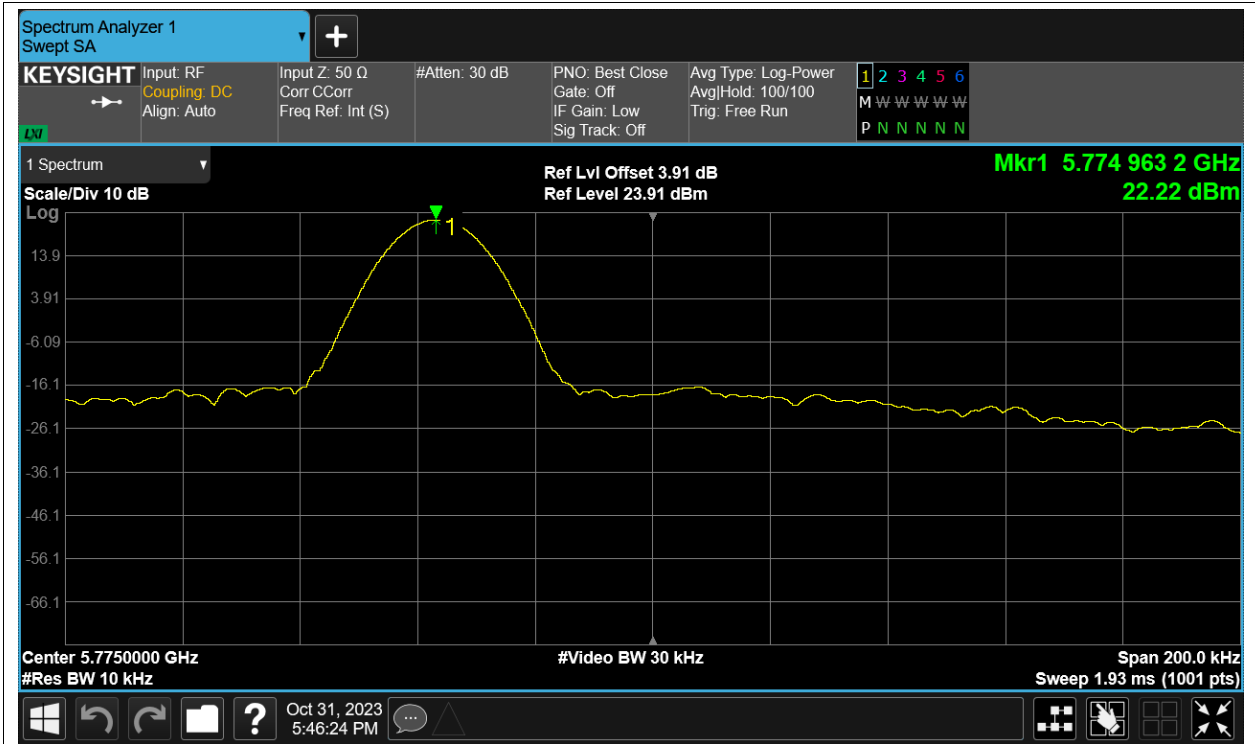 Spectrum Analyzer 1
Swept SA
KEYSIGHT
LXI
Input: RF
Coupling: DC
Align: Auto
Input Z: 50 Ω
Corr CCorr
Freq Ref: Int (S)
#Atten: 30 dB
PNO: Best Close
Gate: Off
IF Gain: Low
Sig Track: Off
Avg Type: Log-Power
Avg|Hold: 100/100
Trig: Free Run
1 2 3 4 5 6
M W W W W W W
P N N N N N N
1 Spectrum
Scale/Div 10 dB
Log
Ref Lvl Offset 3.91 dB
Ref Level 23.91 dBm
Mkr1 5.774 963 2 GHz
22.22 dBm
1
13.9
3.91
-6.09
-16.1
-26.1
-36.1
-46.1
-56.1
-66.1
Center 5.7750000 GHz
#Res BW 10 kHz
#Video BW 30 kHz
Span 200.0 kHz
Sweep 1.93 ms (1001 pts)
?
Oct 31, 2023
5:46:24 PM